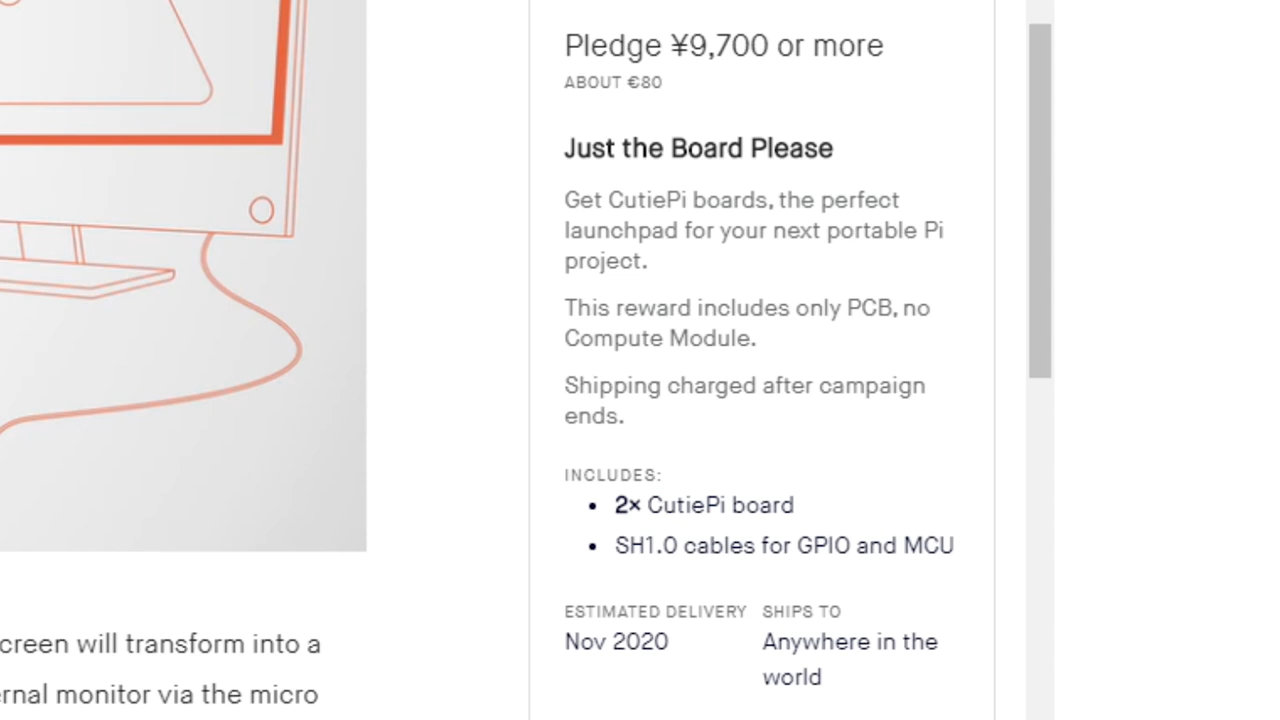 Pledge ¥9,700 or more
ABOUT €80
Just the Board Please
Get CutiePi boards, the perfect
launchpad for your next portable Pi
project.
This reward includes only PCB, no
Compute Module.
Shipping charged after campaign
ends.
INCLUDES:
• 2× CutiePi board
• SH1.0 cables for GPIO and MCU
ESTIMATED DELIVERY SHIPS TO
Nov 2020 Anywhere in the
world
will transform into a
monitor via the micro